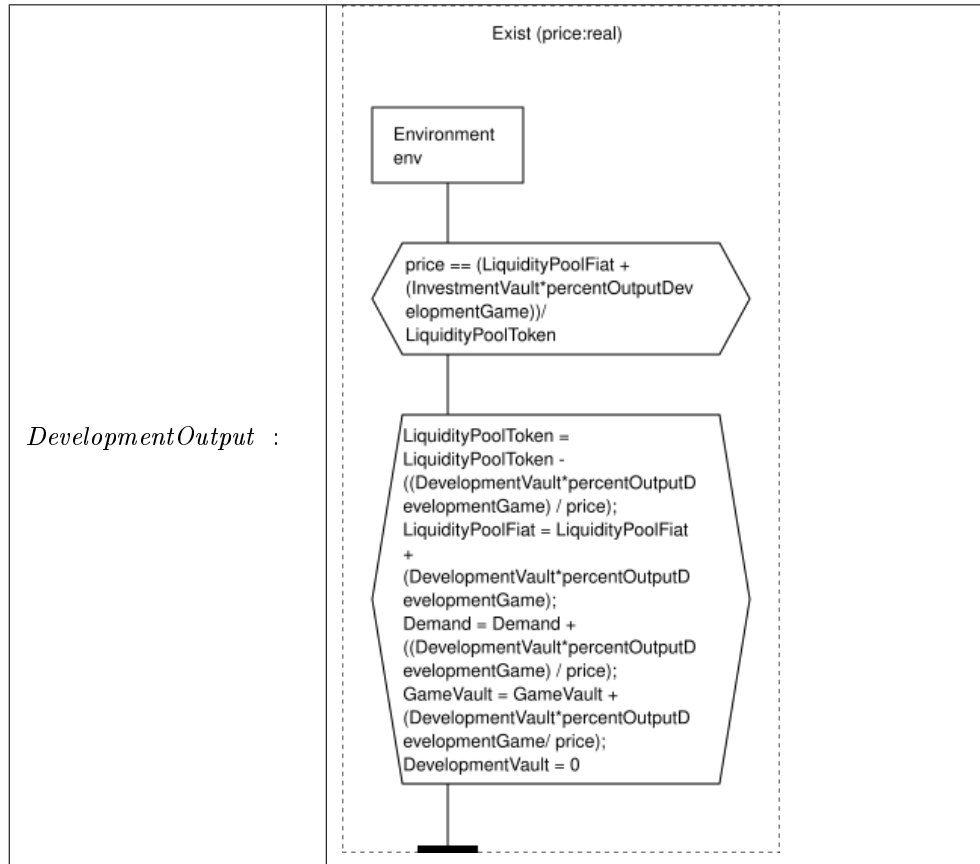 Exist (price:real)
Environment
env
price == (LiquidityPoolFiat +
(InvestmentVault*percentOutputDev
elopmentGame))/
LiquidityPoolToken
DevelopmentOutput :
LiquidityPoolToken =
LiquidityPoolToken -
((DevelopmentVault*percentOutputD
evelopmentGame) / price);
LiquidityPoolFiat = LiquidityPoolFiat
+
(DevelopmentVault*percentOutputD
evelopmentGame);
Demand = Demand +
((DevelopmentVault*percentOutputD
evelopmentGame) / price);
GameVault = GameVault +
(DevelopmentVault*percentOutputD
evelopmentGame/ price);
DevelopmentVault = 0